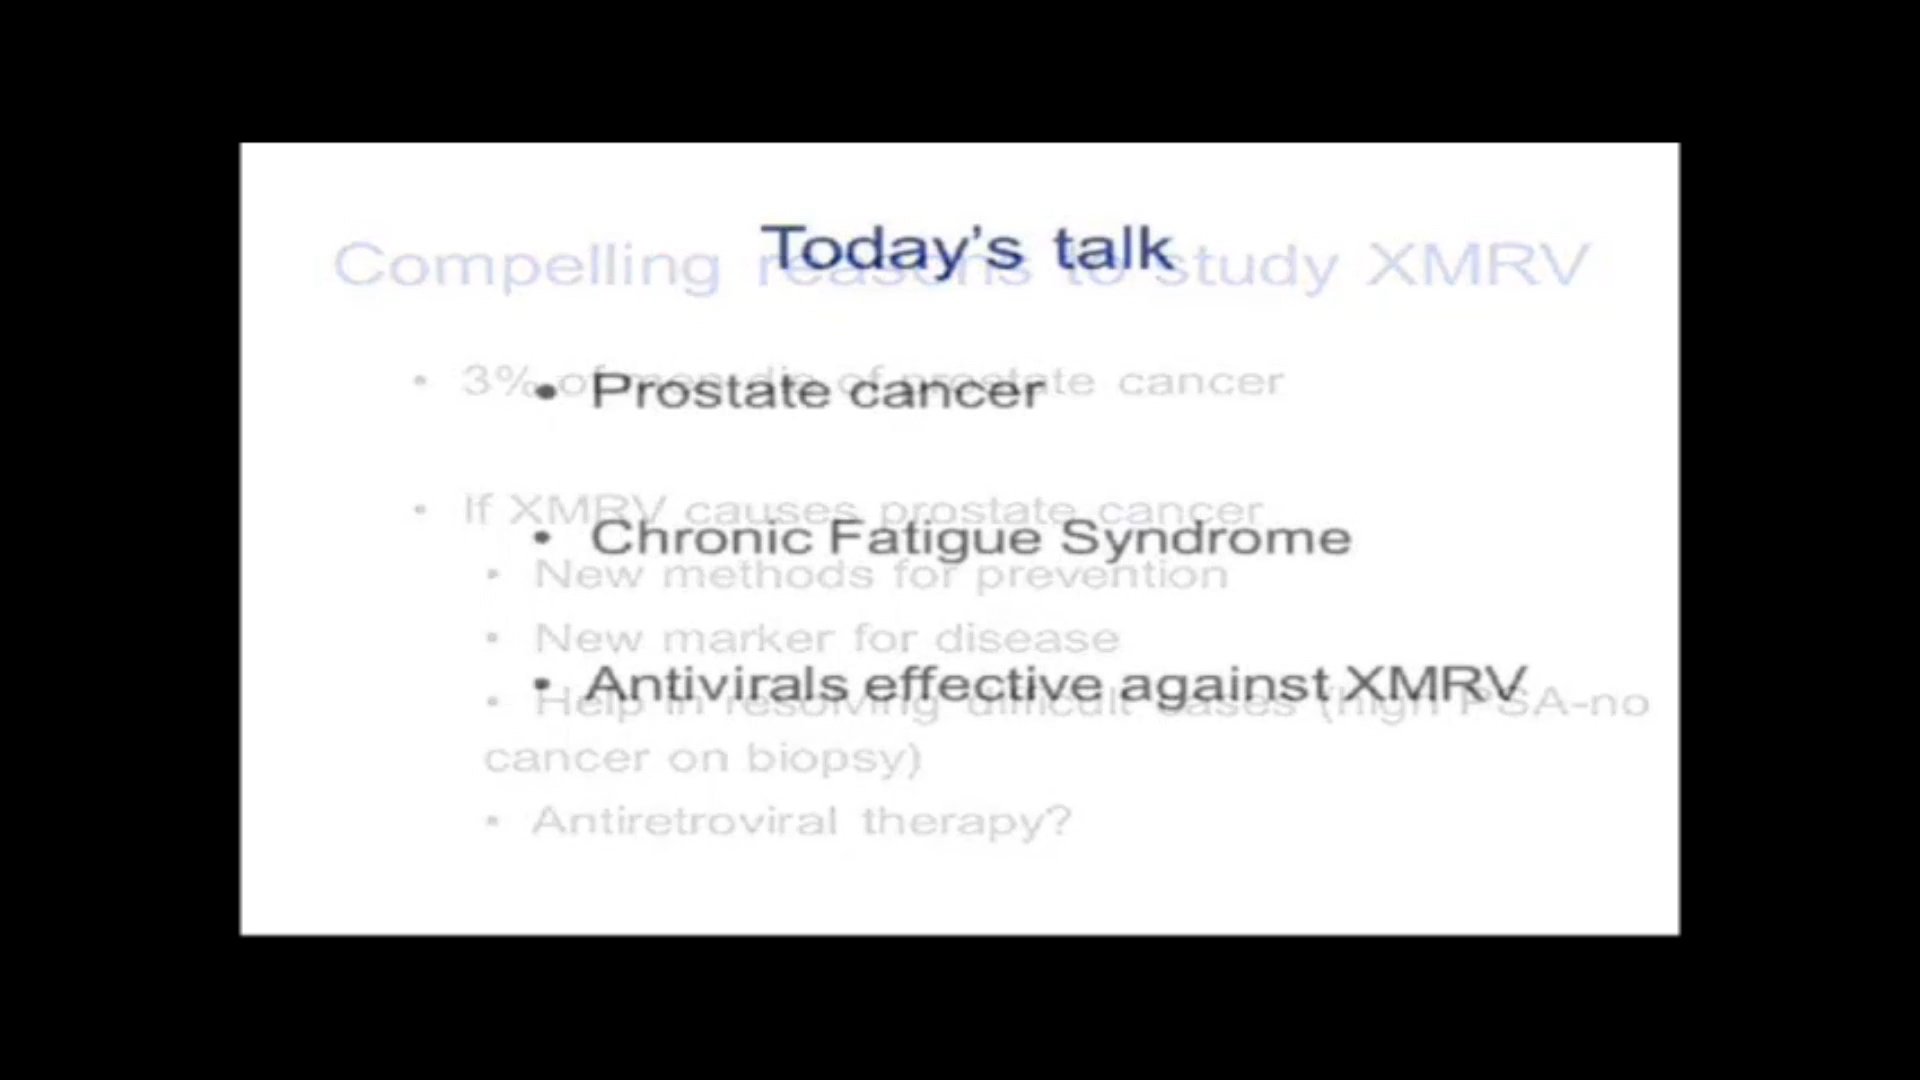 Today's talk
• Prostate cancer
• Chronic Fatigue Syndrome
• Antivirals effective against XMRV
Compelling reasons to study XMRV
• 3% of men die of prostate cancer
• If XMRV causes prostate cancer
• New methods for prevention
• New marker for disease
• Help in resolving difficult cases (high PSA-no
cancer on biopsy)
• Antiretroviral therapy?